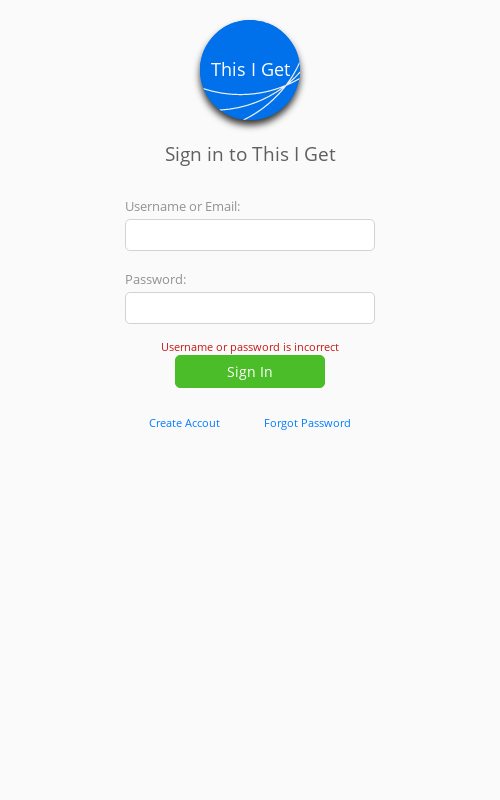 This I Get
Sign in to This I Get
Username or Email:
Password:
Username or password is incorrect
Sign In
Create Accout
Forgot Password